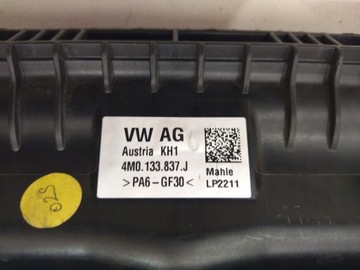 VW AG
Austria KH1
4M0.133.837.J
>PA6-GF30<
Mahle
LP2211